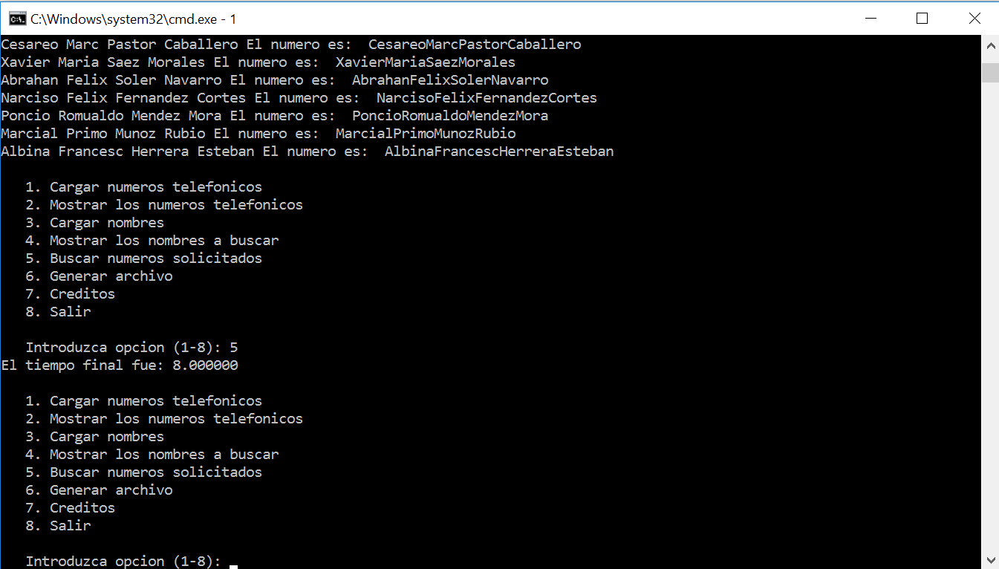 C:\Windows\system32\cmd.exe - 1
Cesareo Marc Pastor Caballero El numero es:  CesareoMarcPastorCaballero
Xavier Maria Saez Morales El numero es:  XavierMariaSaezMorales
Abrahan Felix Soler Navarro El numero es:  AbrahanFelixSolerNavarro
Narciso Felix Fernandez Cortes El numero es:  NarcisoFelixFernandezCortes
Poncio Romualdo Mendez Mora El numero es:  PoncioRomualdoMendezMora
Marcial Primo Munoz Rubio El numero es:  MarcialPrimoMunozRubio
Albina Francesc Herrera Esteban El numero es:  AlbinaFrancescHerreraEsteban
1. Cargar numeros telefonicos
2. Mostrar los numeros telefonicos
3. Cargar nombres
4. Mostrar los nombres a buscar
5. Buscar numeros solicitados
6. Generar archivo
7. Creditos
8. Salir
Introduzca opcion (1-8): 5
El tiempo final fue: 8.000000
1. Cargar numeros telefonicos
2. Mostrar los numeros telefonicos
3. Cargar nombres
4. Mostrar los nombres a buscar
5. Buscar numeros solicitados
6. Generar archivo
7. Creditos
8. Salir
Introduzca opcion (1-8):